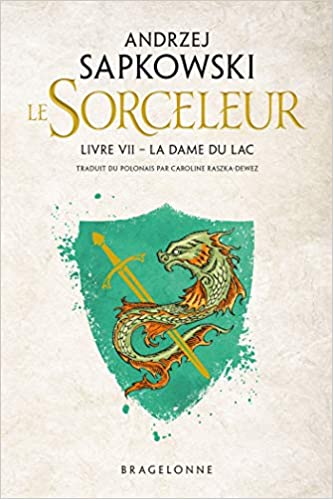 ANDRZEJ
SAPKOWSKI
LE SORCELEUR
LIVRE VII – LA DAME DU LAC
TRADUIT DU POLONAIS PAR CAROLINE RASZKA-DEWEZ
BRAGELONNE